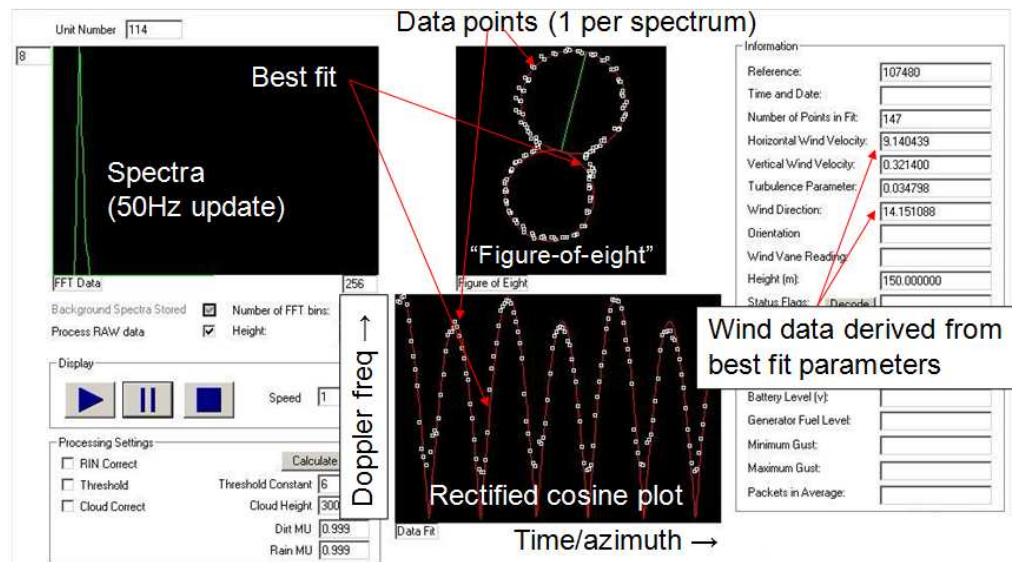 Unit Number 114
8
Data points (1 per spectrum)
Best fit
Spectra
(50Hz update)
FFT Data
256
"Figure-of-eight"
Figure of Eight
Background Spectra Stored
Number of FFT bins:
Process RAW data
Height:
Display
Speed 1
Processing Settings
RIN Correct
Calculate
Threshold
Threshold Constant 6
Cloud Correct
Cloud Height 300
Dirt MU 0.999
Rain MU 0.999
Doppler freq →
Rectified cosine plot
Data Fit
Time/azimuth →
Information
Reference: 107480
Time and Date:
Number of Points in Fit: 147
Horizontal Wind Velocity: 9.140439
Vertical Wind Velocity: 0.321400
Turbulence Parameter: 0.034798
Wind Direction: 14.151088
Orientation
Wind Vane Reading:
Height (m): 150.000000
Status Flags: Decode
Wind data derived from
best fit parameters
Battery Level (v):
Generator Fuel Level:
Minimum Gust:
Maximum Gust:
Packets in Average: